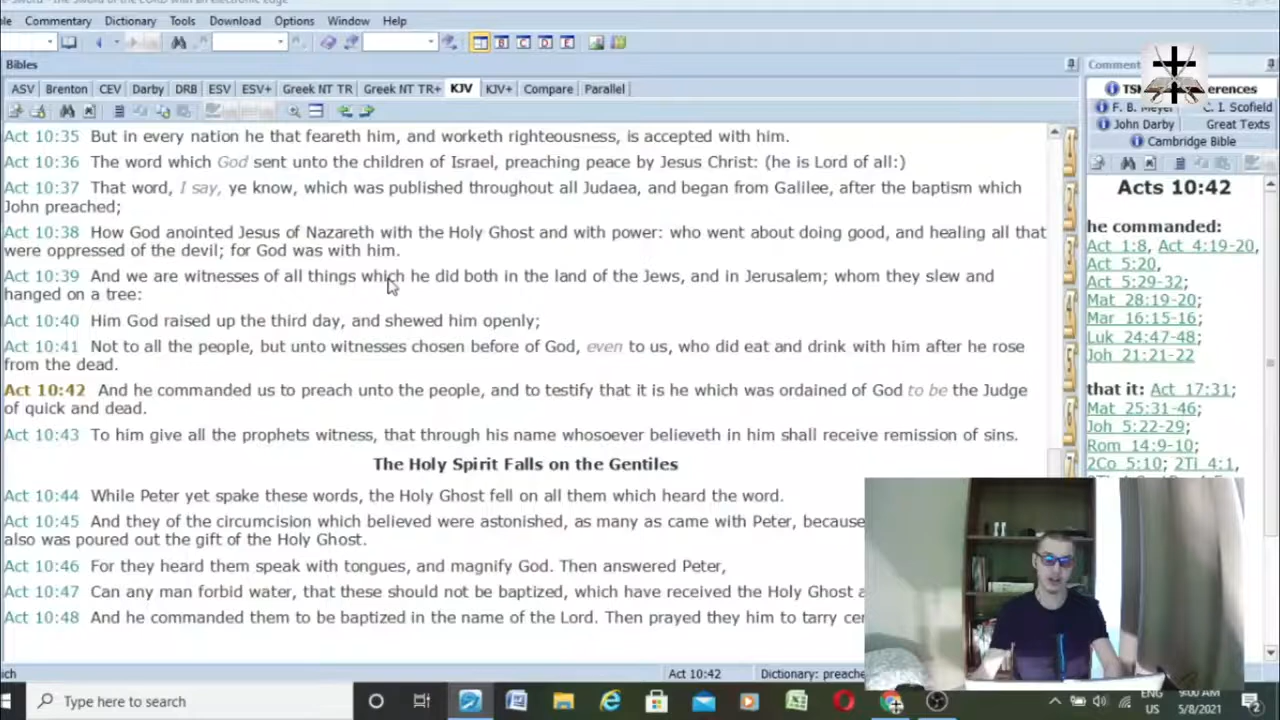 Commentary Dictionary Tools Download Options Window Help
Bibles
ASV Brenton CEV Darby DRB ESV ESV+ Greek NT TR Greek NT TR+ KJV KJV+ Compare Parallel
Act 10:35 But in every nation he that feareth him, and worketh righteousness, is accepted with him.
Act 10:36 The word which God sent unto the children of Israel, preaching peace by Jesus Christ: (he is Lord of all:)
Act 10:37 That word, I say, ye know, which was published throughout all Judaea, and began from Galilee, after the baptism which
John preached;
Act 10:38 How God anointed Jesus of Nazareth with the Holy Ghost and with power: who went about doing good, and healing all that
were oppressed of the devil; for God was with him.
Act 10:39 And we are witnesses of all things which he did both in the land of the Jews, and in Jerusalem; whom they slew and
hanged on a tree:
Act 10:40 Him God raised up the third day, and shewed him openly;
Act 10:41 Not to all the people, but unto witnesses chosen before of God, even to us, who did eat and drink with him after he rose
from the dead.
Act 10:42 And he commanded us to preach unto the people, and to testify that it is he which was ordained of God to be the Judge
of quick and dead.
Act 10:43 To him give all the prophets witness, that through his name whosoever believeth in him shall receive remission of sins.
The Holy Spirit Falls on the Gentiles
Act 10:44 While Peter yet spake these words, the Holy Ghost fell on all them which heard the word.
Act 10:45 And they of the circumcision which believed were astonished, as many as came with Peter, because
also was poured out the gift of the Holy Ghost.
Act 10:46 For they heard them speak with tongues, and magnify God. Then answered Peter,
Act 10:47 Can any man forbid water, that these should not be baptized, which have received the Holy Ghost a
Act 10:48 And he commanded them to be baptized in the name of the Lord. Then prayed they him to tarry cer
Comment
F. B. Meyer C. I. Scofield
John Darby Great Texts
Cambridge Bible
Acts 10:42
he commanded:
Act 1:8, Act 4:19-20,
Act 5:20,
Act 5:29-32;
Mat 28:19-20;
Mar 16:15-16;
Luk 24:47-48;
Joh 21:21-22
that it: Act 17:31;
Mat 25:31-46;
Joh 5:22-29;
Rom 14:9-10;
2Co 5:10; 2Ti 4:1,
Act 10:42 Dictionary: preache
Type here to search
ENG
US
9:00 AM
5/8/2021
2